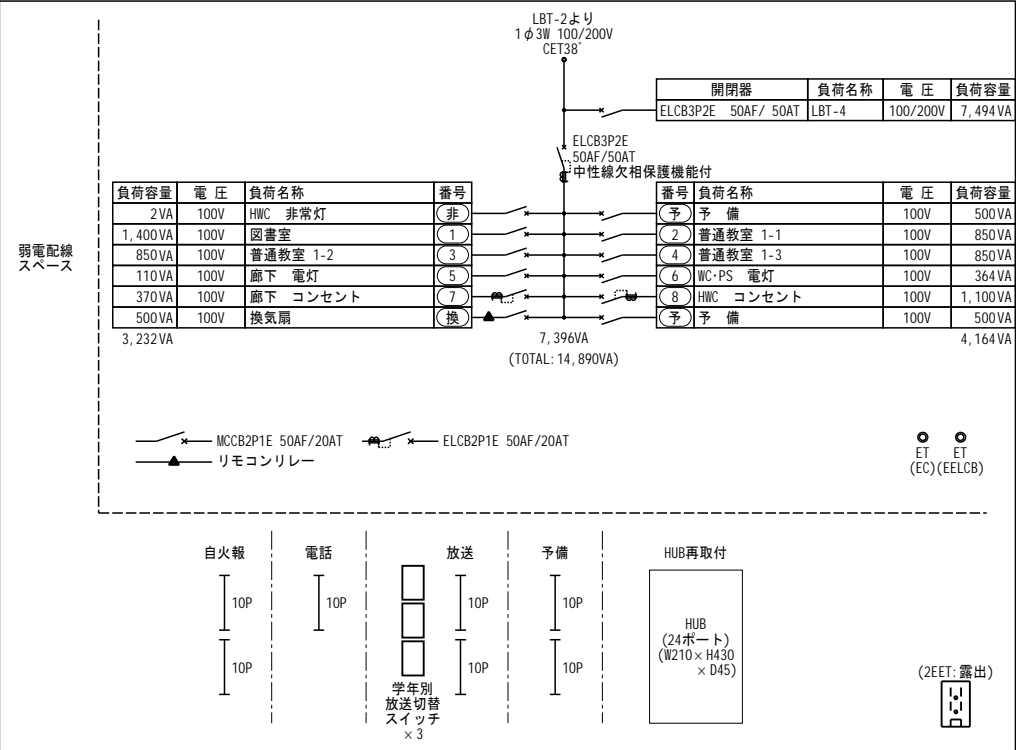 LBT-2より
1φ3W 100/200V
CET38°
開閉器 負荷名称 電 圧 負荷容量
ELCB3P2E 50AF/ 50AT LBT-4 100/200V 7,494VA
ELCB3P2E
50AF/50AT
中性線欠相保護機能付
負荷容量 電 圧 負荷名称 番号 番号 負荷名称 電 圧 負荷容量
2VA 100V HWC 非常灯 非 予 予 備 100V 500VA
1,400VA 100V 図書室 1 2 普通教室 1-1 100V 850VA
850VA 100V 普通教室 1-2 3 4 普通教室 1-3 100V 850VA
110VA 100V 廊下 電灯 5 6 WC・PS 電灯 100V 364VA
370VA 100V 廊下 コンセント 7 8 HWC コンセント 100V 1,100VA
500VA 100V 換気扇 換 予 予 備 100V 500VA
3,232VA 7,396VA 4,164VA
(TOTAL:14,890VA)
弱電配線
スペース
MCCB2P1E 50AF/20AT ELCB2P1E 50AF/20AT
リモコンリレー
ET ET
(EC) (EELCB)
自火報 電話 放送 予備 HUB再取付
10P 10P 10P 10P
10P 10P 10P
学年別
放送切替
スイッチ
×3
HUB
(24ポート)
(W210×H430
×D45)
(2EET:露出)